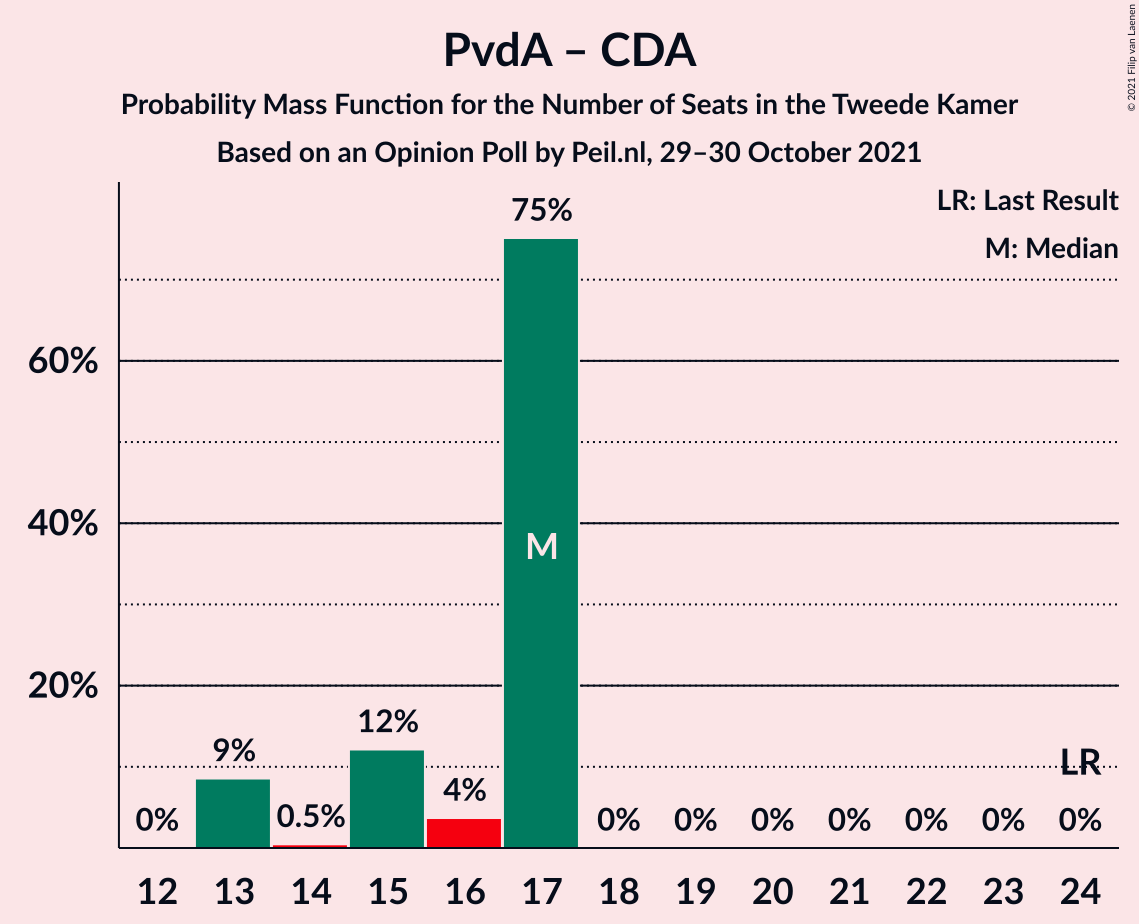 PvdA – CDA
Probability Mass Function for the Number of Seats in the Tweede Kamer
Based on an Opinion Poll by Peil.nl, 29–30 October 2021
© 2021 Filip van Laenen
LR: Last Result
M: Median
60%
40%
20%
0%
9%
0.5%
12%
4%
75%
M
0%
0%
0%
0%
0%
0%
0%
LR
12 13 14 15 16 17 18 19 20 21 22 23 24